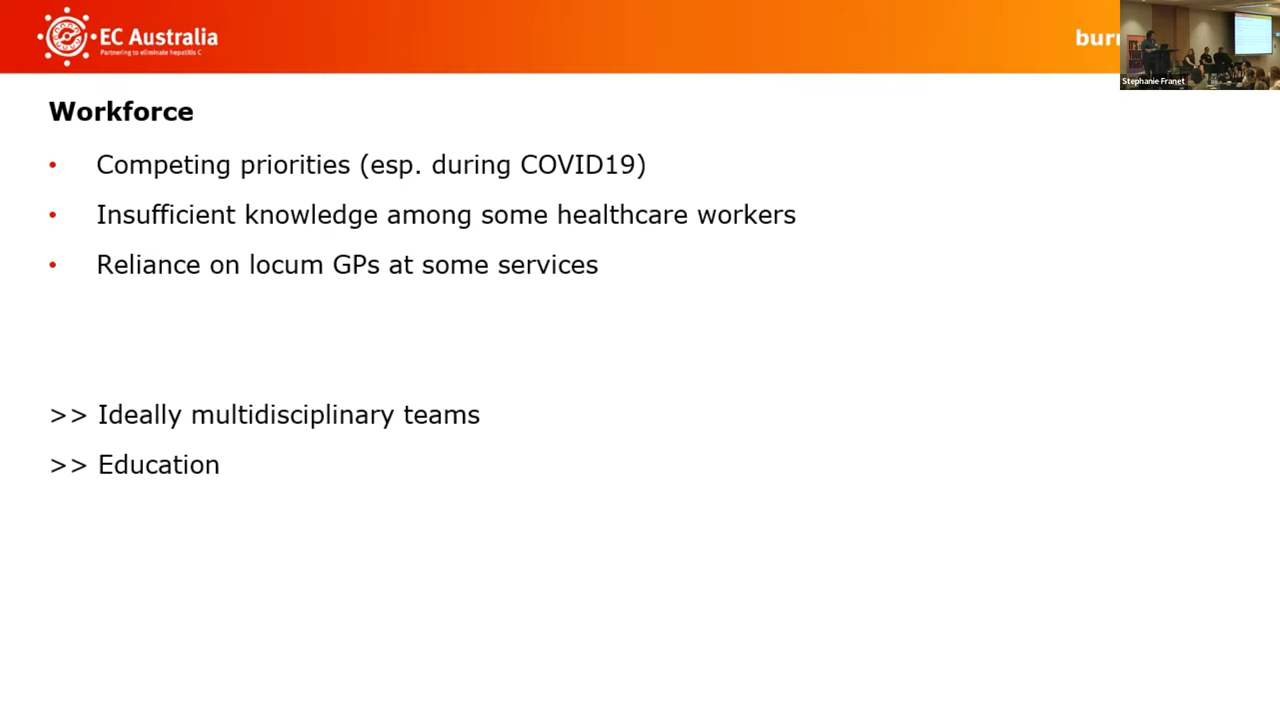 EC Australia
Partnering to eliminate hepatitis C
Stephanie Franet
Workforce
• Competing priorities (esp. during COVID19)
• Insufficient knowledge among some healthcare workers
• Reliance on locum GPs at some services
>> Ideally multidisciplinary teams
>> Education